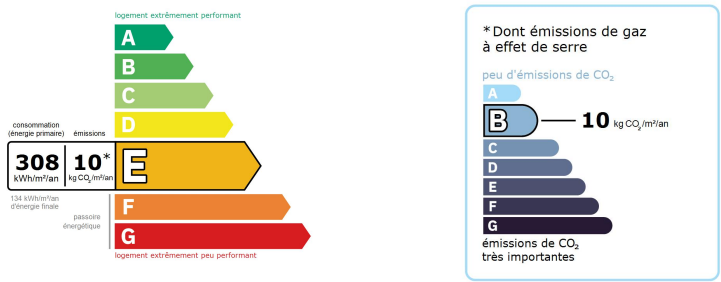 logement extrêmement performant
A
B
C
D
consommation
(énergie primaire)
émissions
308
kWh/m²/an
10*
kg CO₂/m²/an
E
134 kWh/m²/an
d'énergie finale
passoire
énergétique
F
G
logement extrêmement peu performant
*Dont émissions de gaz
à effet de serre
peu d'émissions de CO₂
A
B
10 kg CO₂/m²/an
C
D
E
F
G
émissions de CO₂
très importantes